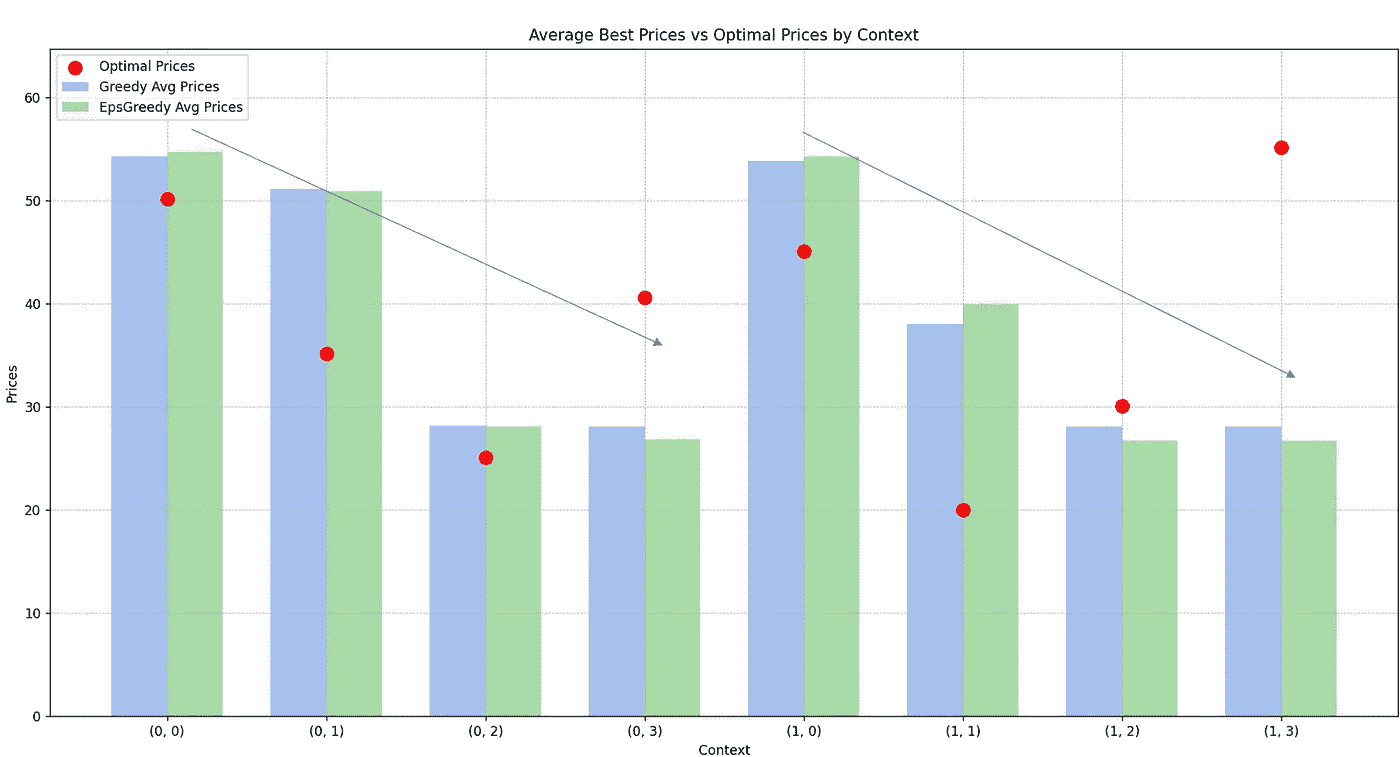 Average Best Prices vs Optimal Prices by Context
Optimal Prices
Greedy Avg Prices
EpsGreedy Avg Prices
Prices
60
50
40
30
20
10
0
(0, 0) (0, 1) (0, 2) (0, 3) (1, 0) (1, 1) (1, 2) (1, 3)
Context